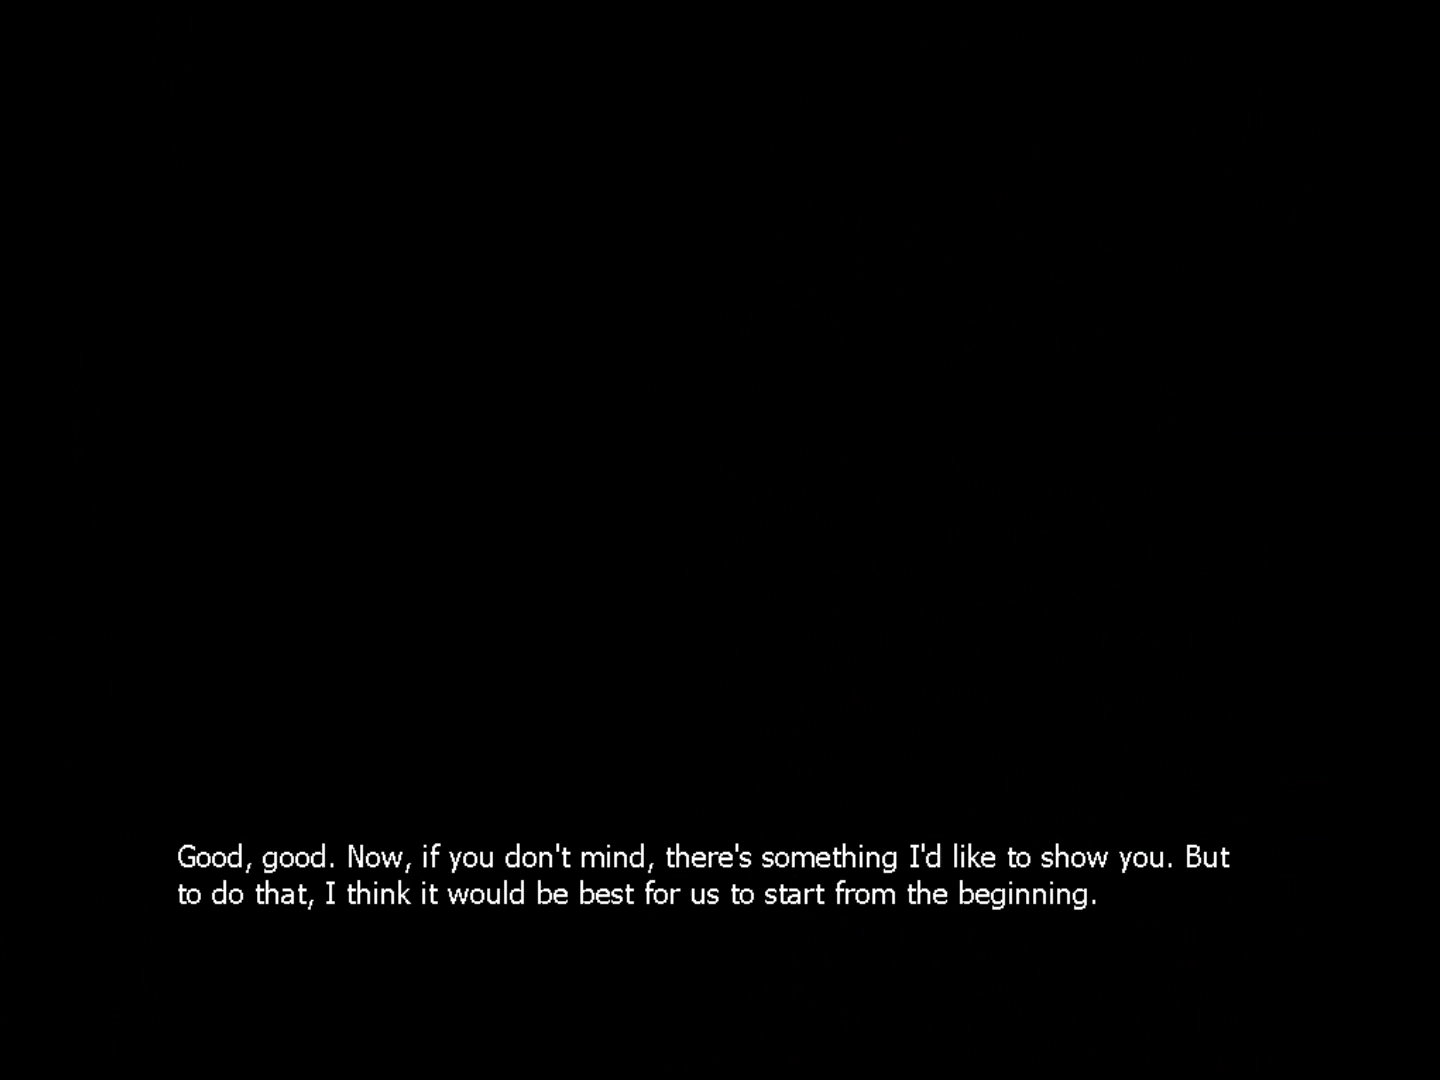 Good, good. Now, if you don't mind, there's something I'd like to show you. But
to do that, I think it would be best for us to start from the beginning.